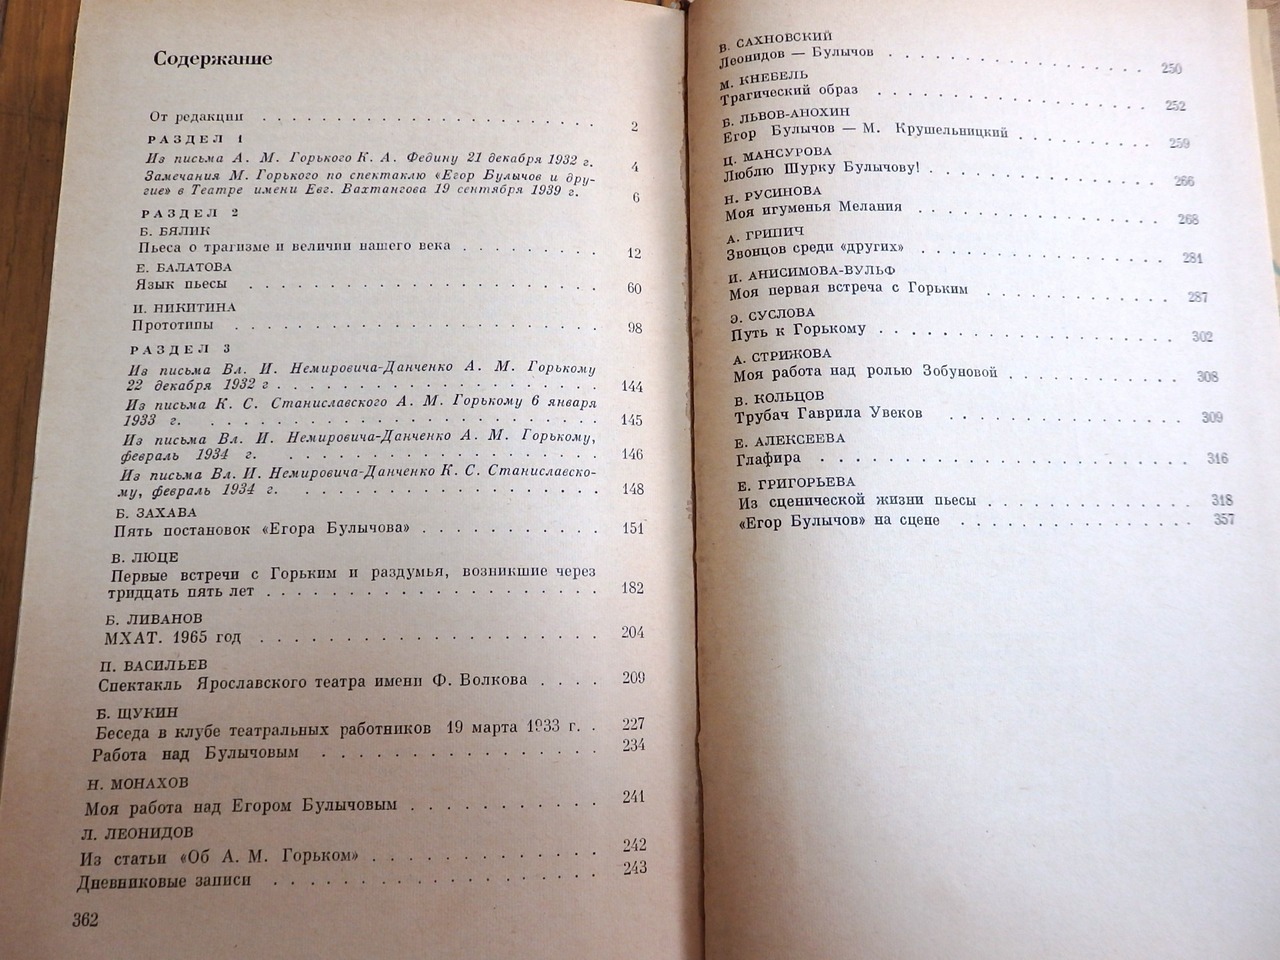 Содержание
От редакции . . . . . . . . . . . . . . . . . . . . . . 2
РАЗДЕЛ 1
Из письма А. М. Горького К. А. Федину 21 декабря 1932 г. 4
Замечания М. Горького по спектаклю «Егор Булычов и дру-
гие» в Театре имени Евг. Вахтангова 19 сентября 1939 г. 6
РАЗДЕЛ 2
Б. БЯЛИК
Пьеса о трагизме и величии нашего века . . . . . . . . . 12
Е. БАЛАТОВА
Язык пьесы . . . . . . . . . . . . . . . . . . . . . . 60
И. НИКИТИНА
Прототипы . . . . . . . . . . . . . . . . . . . . . . 98
РАЗДЕЛ 3
Из письма Вл. И. Немировича-Данченко А. М. Горькому
22 декабря 1932 г . . . . . . . . . . . . . . . . . . . 144
Из письма К. С. Станиславского А. М. Горькому 6 января
1933 г. . . . . . . . . . . . . . . . . . . . . . . 145
Из письма Вл. И. Немировича-Данченко А. М. Горькому,
февраль 1934 г. . . . . . . . . . . . . . . . . . . 146
Из письма Вл. И. Немировича-Данченко К. С. Станиславско-
му, февраль 1934 г. . . . . . . . . . . . . . . . . . 148
Б. ЗАХАВА
Пять постановок «Егора Булычова» . . . . . . . . . . . 151
В. ЛЮЦЕ
Первые встречи с Горьким и раздумья, возникшие через
тридцать пять лет . . . . . . . . . . . . . . . . . . . 182
Б. ЛИВАНОВ
МХАТ. 1965 год . . . . . . . . . . . . . . . . . . . 204
П. ВАСИЛЬЕВ
Спектакль Ярославского театра имени Ф. Волкова . . . . 209
Б. ЩУКИН
Беседа в клубе театральных работников 19 марта 1933 г. . 227
Работа над Булычовым . . . . . . . . . . . . . . . 234
Н. МОНАХОВ
Моя работа над Егором Булычовым . . . . . . . . . . 241
Л. ЛЕОНИДОВ
Из статьи «Об А. М. Горьком» . . . . . . . . . . . . 242
Дневниковые записи . . . . . . . . . . . . . . . . . 243
362
В. САХНОВСКИЙ
Леонидов — Булычов . . . . . . . . . . . . . . . . 250
М. КНЕБЕЛЬ
Трагический образ . . . . . . . . . . . . . . . . . 252
Б. ЛЬВОВ-АНОХИН
Егор Булычов — М. Крушельницкий . . . . . . . . . . 259
Ц. МАНСУРОВА
Люблю Шурку Булычову! . . . . . . . . . . . . . . . 266
Н. РУСИНОВА
Моя игуменья Мелания . . . . . . . . . . . . . . . . 268
А. ГРИПИЧ
Звонцов среди «других» . . . . . . . . . . . . . . . 281
И. АНИСИМОВА-ВУЛЬФ
Моя первая встреча с Горьким . . . . . . . . . . . . 287
Э. СУСЛОВА
Путь к Горькому . . . . . . . . . . . . . . . . . . 302
А. СТРИЖОВА
Моя работа над ролью Зобуновой . . . . . . . . . . . 308
В. КОЛЬЦОВ
Трубач Гаврила Увеков . . . . . . . . . . . . . . . 309
Е. АЛЕКСЕЕВА
Глафира . . . . . . . . . . . . . . . . . . . . . 316
Е. ГРИГОРЬЕВА
Из сценической жизни пьесы . . . . . . . . . . . . . 318
«Егор Булычов» на сцене . . . . . . . . . . . . . . 357